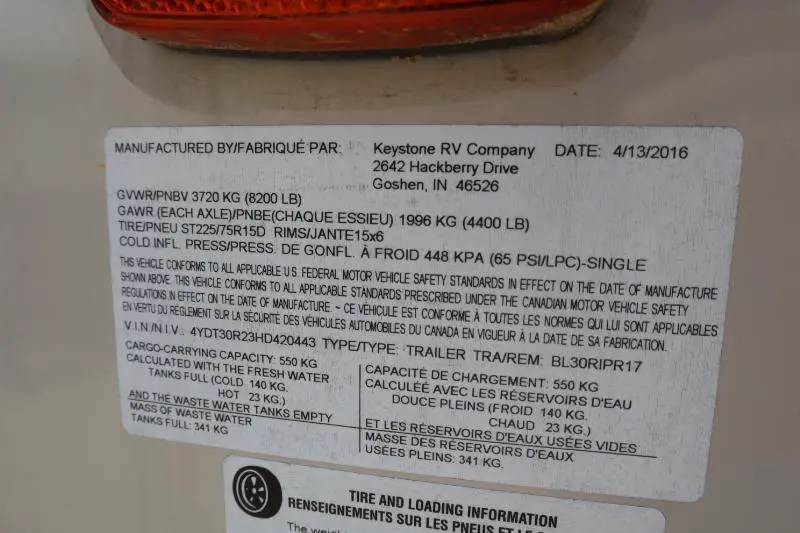 MANUFACTURED BY/FABRIQUÉ PAR: Keystone RV Company DATE: 4/13/2016
2642 Hackberry Drive
Goshen, IN 46526
GVWR/PNBV 3720 KG (8200 LB)
GAWR (EACH AXLE)/PNBE(CHAQUE ESSIEU) 1996 KG (4400 LB)
TIRE/PNEU ST225/75R15D RIMS/JANTE15x6
COLD INFL. PRESS/PRESS. DE GONFL. À FROID 448 KPA (65 PSI/LPC)-SINGLE
THIS VEHICLE CONFORMS TO ALL APPLICABLE U.S. FEDERAL MOTOR VEHICLE SAFETY STANDARDS IN EFFECT ON THE DATE OF MANUFACTURE
SHOWN ABOVE. THIS VEHICLE CONFORMS TO ALL APPLICABLE STANDARDS PRESCRIBED UNDER THE CANADIAN MOTOR VEHICLE SAFETY
REGULATIONS IN EFFECT ON THE DATE OF MANUFACTURE. ~ CE VÉHICULE EST CONFORME À TOUTES LES NORMES QUI LUI SONT APPLICABLES
EN VERTU DU RÈGLEMENT SUR LA SÉCURITÉ DES VÉHICULES AUTOMOBILES DU CANADA EN VIGUEUR À LA DATE DE SA FABRICATION.
V.I.N./N.I.V.: 4YDT30R23HD420443 TYPE/TYPE: TRAILER TRA/REM: BL30RIPR17
CARGO-CARRYING CAPACITY: 550 KG
CALCULATED WITH THE FRESH WATER
TANKS FULL (COLD 140 KG.
HOT 23 KG.)
AND THE WASTE WATER TANKS EMPTY
MASS OF WASTE WATER
TANKS FULL: 341 KG
CAPACITÉ DE CHARGEMENT: 550 KG
CALCULÉE AVEC LES RÉSERVOIRS D'EAU
DOUCE PLEINS (FROID 140 KG.
CHAUD 23 KG.)
ET LES RÉSERVOIRS D'EAUX USÉES VIDES
MASSE DES RÉSERVOIRS D'EAUX
USÉES PLEINS: 341 KG.
TIRE AND LOADING INFORMATION
RENSEIGNEMENTS SUR LES PNEUS ET LE
The